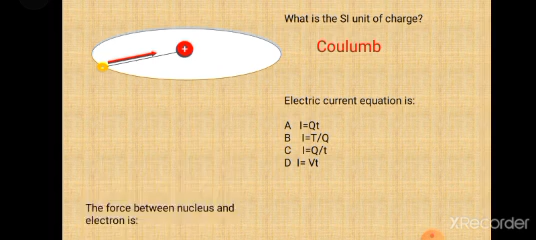 What is the SI unit of charge?
+
Coulumb
Electric current equation is:
A I=Qt
B I=T/Q
C I=Q/t
D I= Vt
The force between nucleus and
electron is:
XRecorder